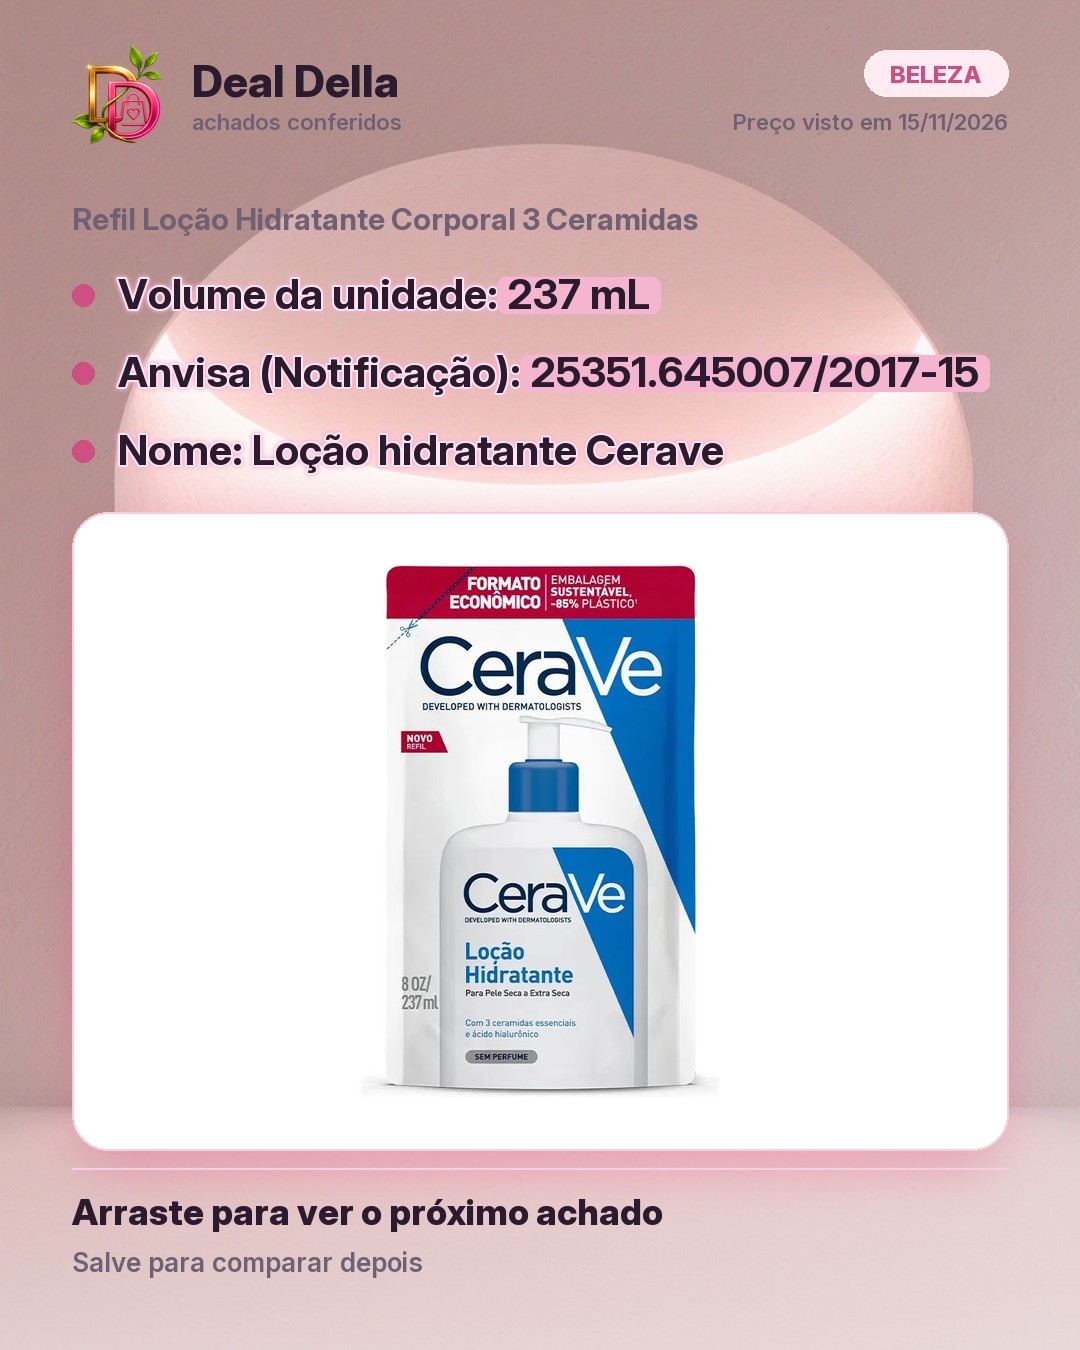 Deal Della
achados conferidos
BELEZA
Preço visto em 15/11/2026
Refil Loção Hidratante Corporal 3 Ceramidas
Volume da unidade: 237 mL
Anvisa (Notificação): 25351.645007/2017-15
Nome: Loção hidratante Cerave
FORMATO
ECONÔMICO
EMBALAGEM
SUSTENTÁVEL,
-85% PLÁSTICO¹
CeraVe
DEVELOPED WITH DERMATOLOGISTS
NOVO
REFIL
CeraVe
DEVELOPED WITH DERMATOLOGISTS
Loção
Hidratante
Para Pele Seca a Extra Seca
8 OZ/
237 ml
Com 3 ceramidas essenciais
e ácido hialurônico
SEM PERFUME
Arraste para ver o próximo achado
Salve para comparar depois